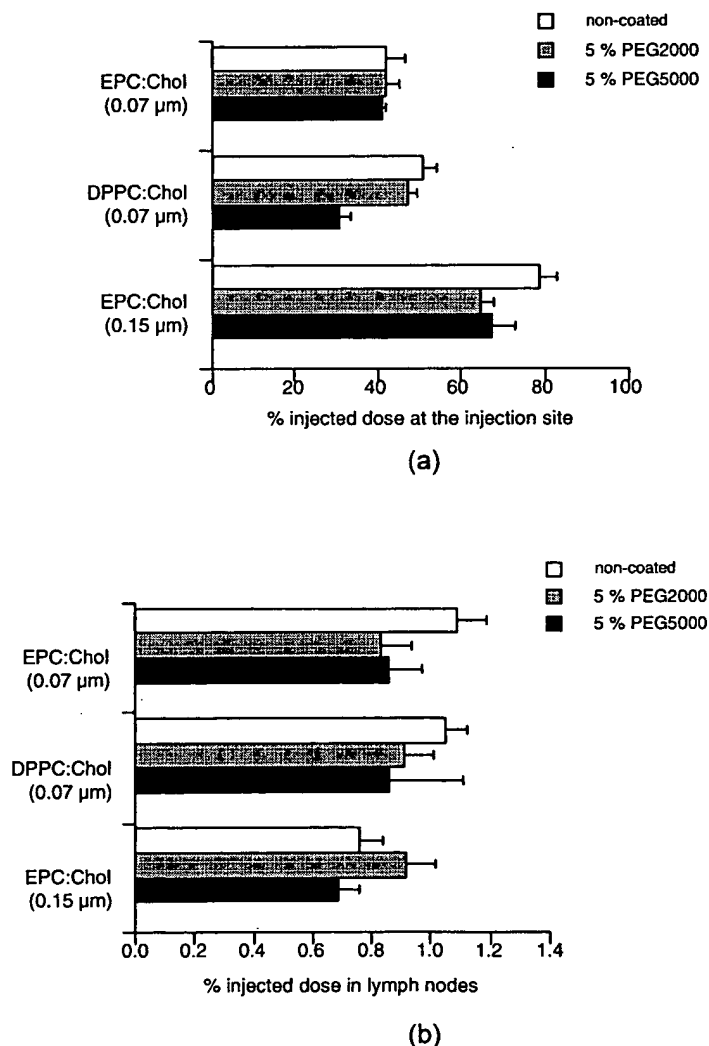 non-coated
5 % PEG2000
5 % PEG5000
EPC:Chol
(0.07 µm)
DPPC:Chol
(0.07 µm)
EPC:Chol
(0.15 µm)
0 20 40 60 80 100
% injected dose at the injection site
(a)
non-coated
5 % PEG2000
5 % PEG5000
EPC:Chol
(0.07 µm)
DPPC:Chol
(0.07 µm)
EPC:Chol
(0.15 µm)
0.0 0.2 0.4 0.6 0.8 1.0 1.2 1.4
% injected dose in lymph nodes
(b)